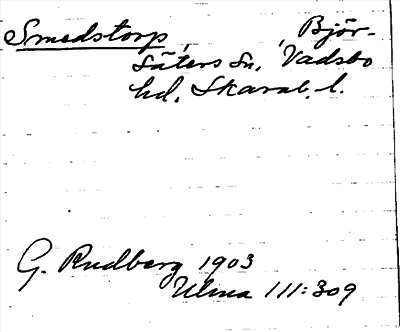 Smedstorp, , Björ-
säters sn, Vadsbo
hd, Skarab. l.
G. Rudberg 1903
Ulma 111:309